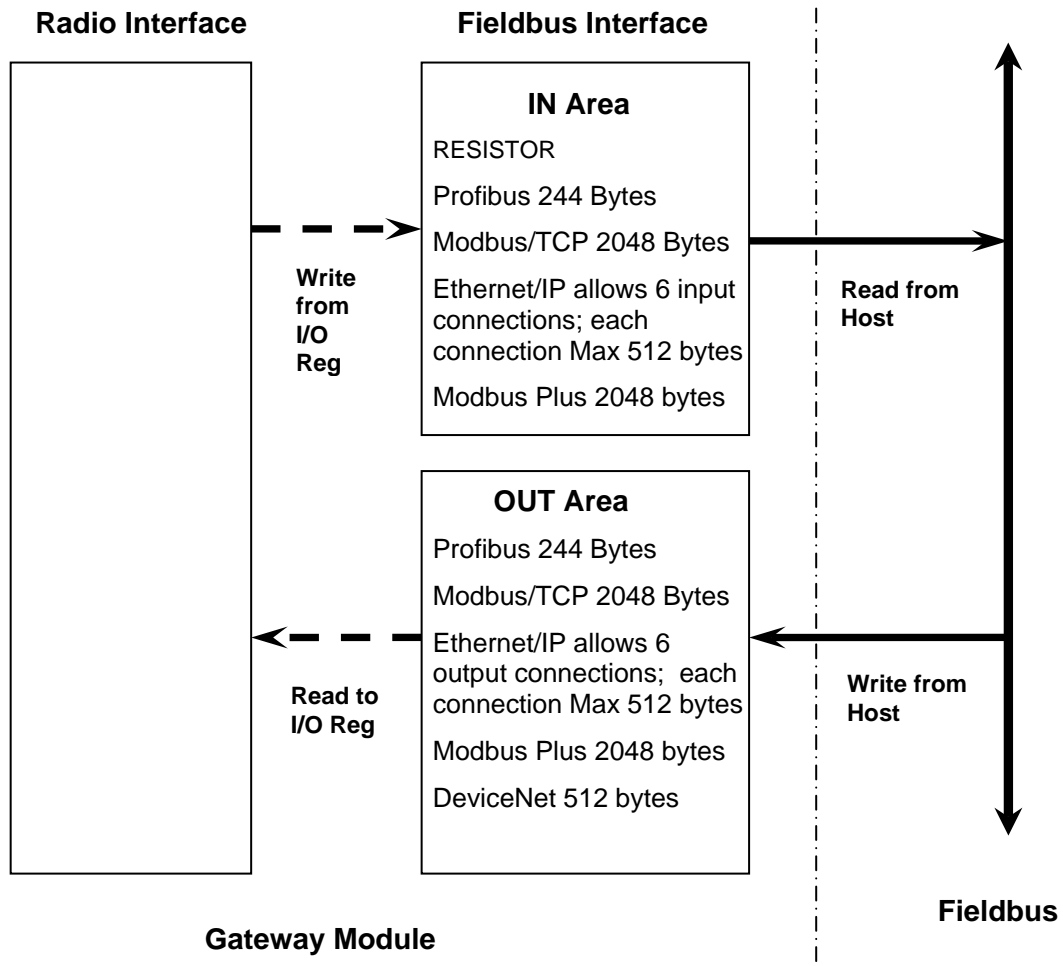 Radio Interface
Fieldbus Interface
IN Area
RESISTOR
Profibus 244 Bytes
Modbus/TCP 2048 Bytes
Ethernet/IP allows 6 input
connections; each
connection Max 512 bytes
Modbus Plus 2048 bytes
Write
from
I/O
Reg
Read from
Host
OUT Area
Profibus 244 Bytes
Modbus/TCP 2048 Bytes
Ethernet/IP allows 6
output connections;  each
connection Max 512 bytes
Modbus Plus 2048 bytes
DeviceNet 512 bytes
Read to
I/O Reg
Write from
Host
Gateway Module
Fieldbus